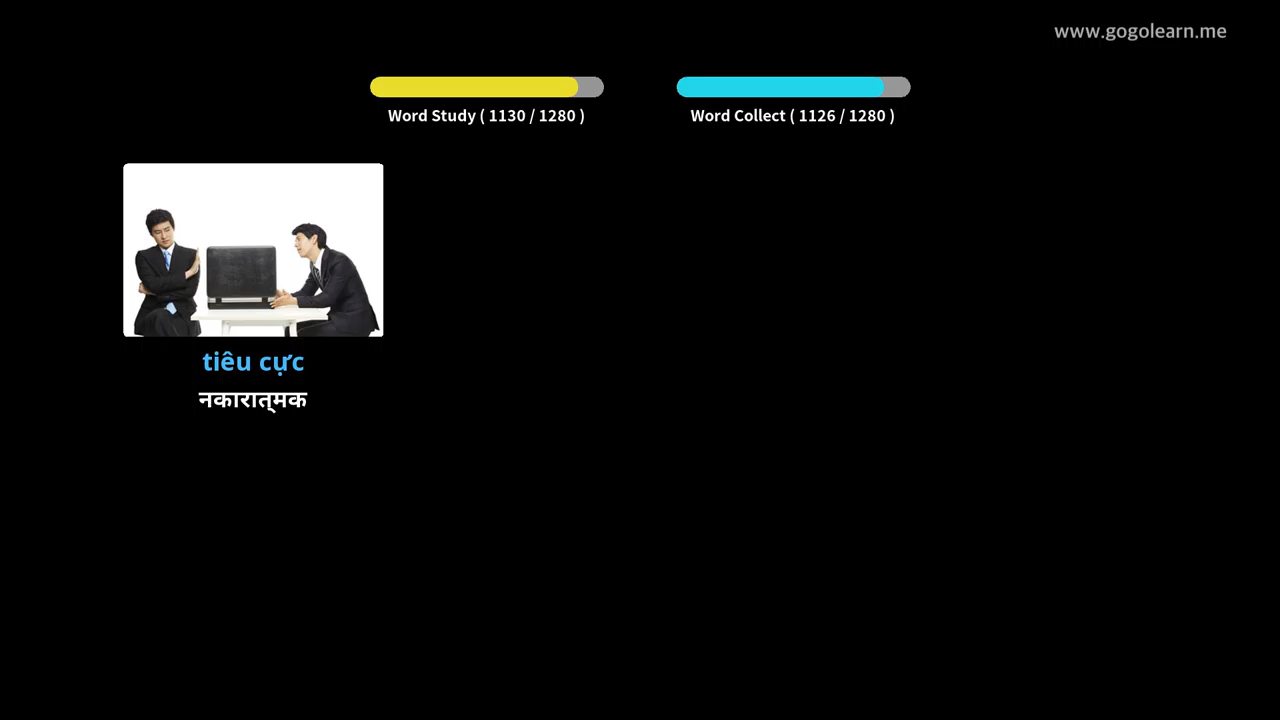 www.gogolearn.me
Word Study ( 1130 / 1280 )
Word Collect ( 1126 / 1280 )
tiêu cực
नकारात्मक